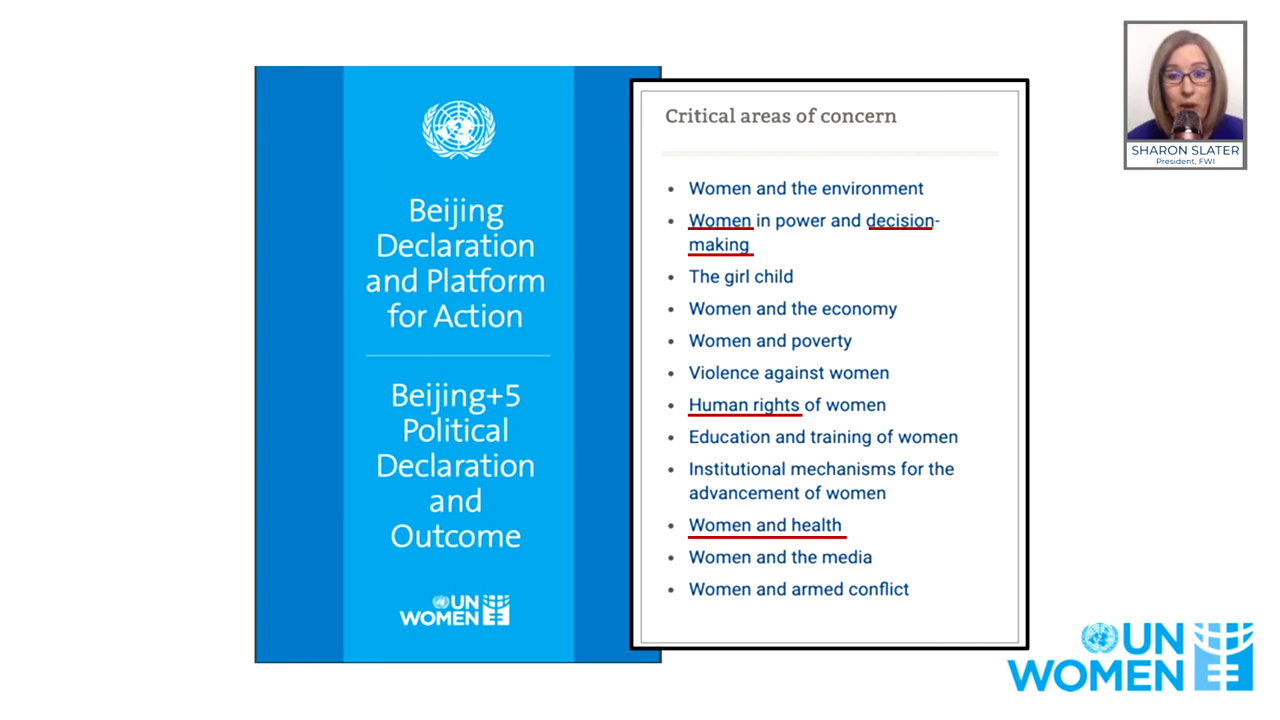 SHARON SLATER
President, FWI
Beijing
Declaration
and Platform
for Action
Beijing+5
Political
Declaration
and
Outcome
UN
WOMEN
Critical areas of concern
• Women and the environment
• Women in power and decision-
making
• The girl child
• Women and the economy
• Women and poverty
• Violence against women
• Human rights of women
• Education and training of women
• Institutional mechanisms for the
advancement of women
• Women and health
• Women and the media
• Women and armed conflict
UN
WOMEN